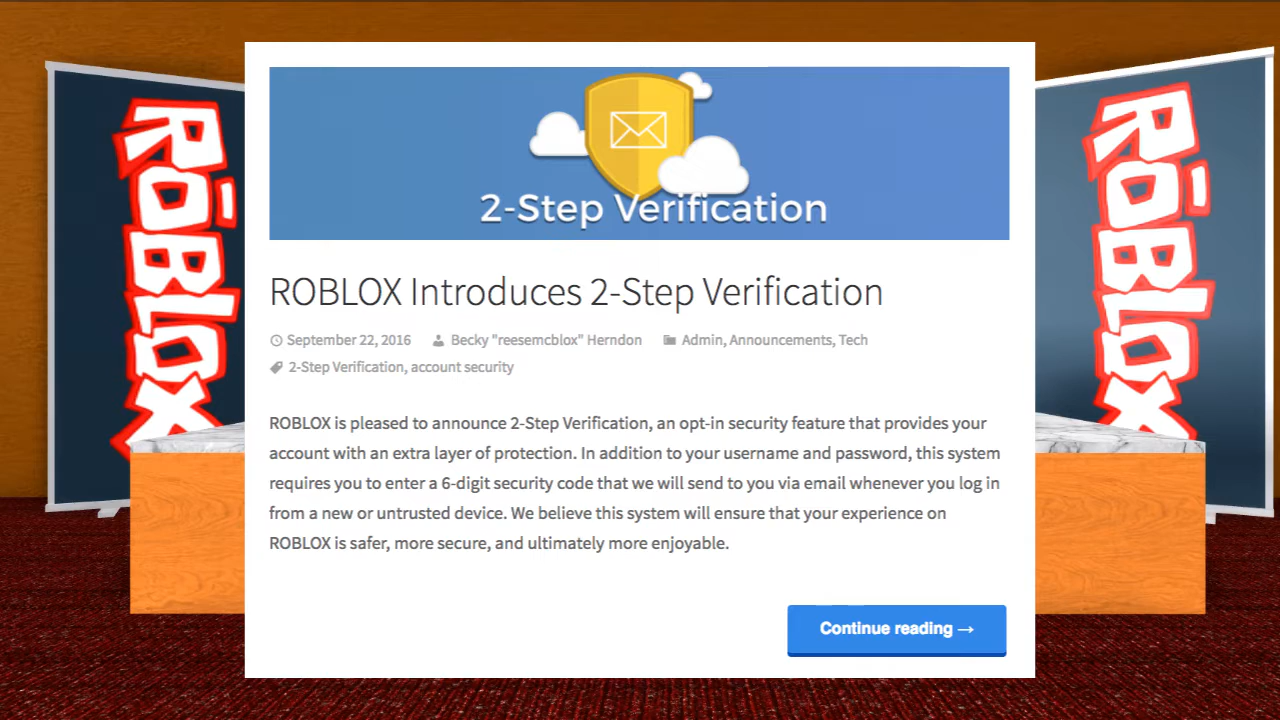 ROBLOX
ROBLOX
2-Step Verification
ROBLOX Introduces 2-Step Verification
September 22, 2016 Becky "reesemcblox" Herndon Admin, Announcements, Tech
2-Step Verification, account security
ROBLOX is pleased to announce 2-Step Verification, an opt-in security feature that provides your
account with an extra layer of protection. In addition to your username and password, this system
requires you to enter a 6-digit security code that we will send to you via email whenever you log in
from a new or untrusted device. We believe this system will ensure that your experience on
ROBLOX is safer, more secure, and ultimately more enjoyable.
Continue reading →